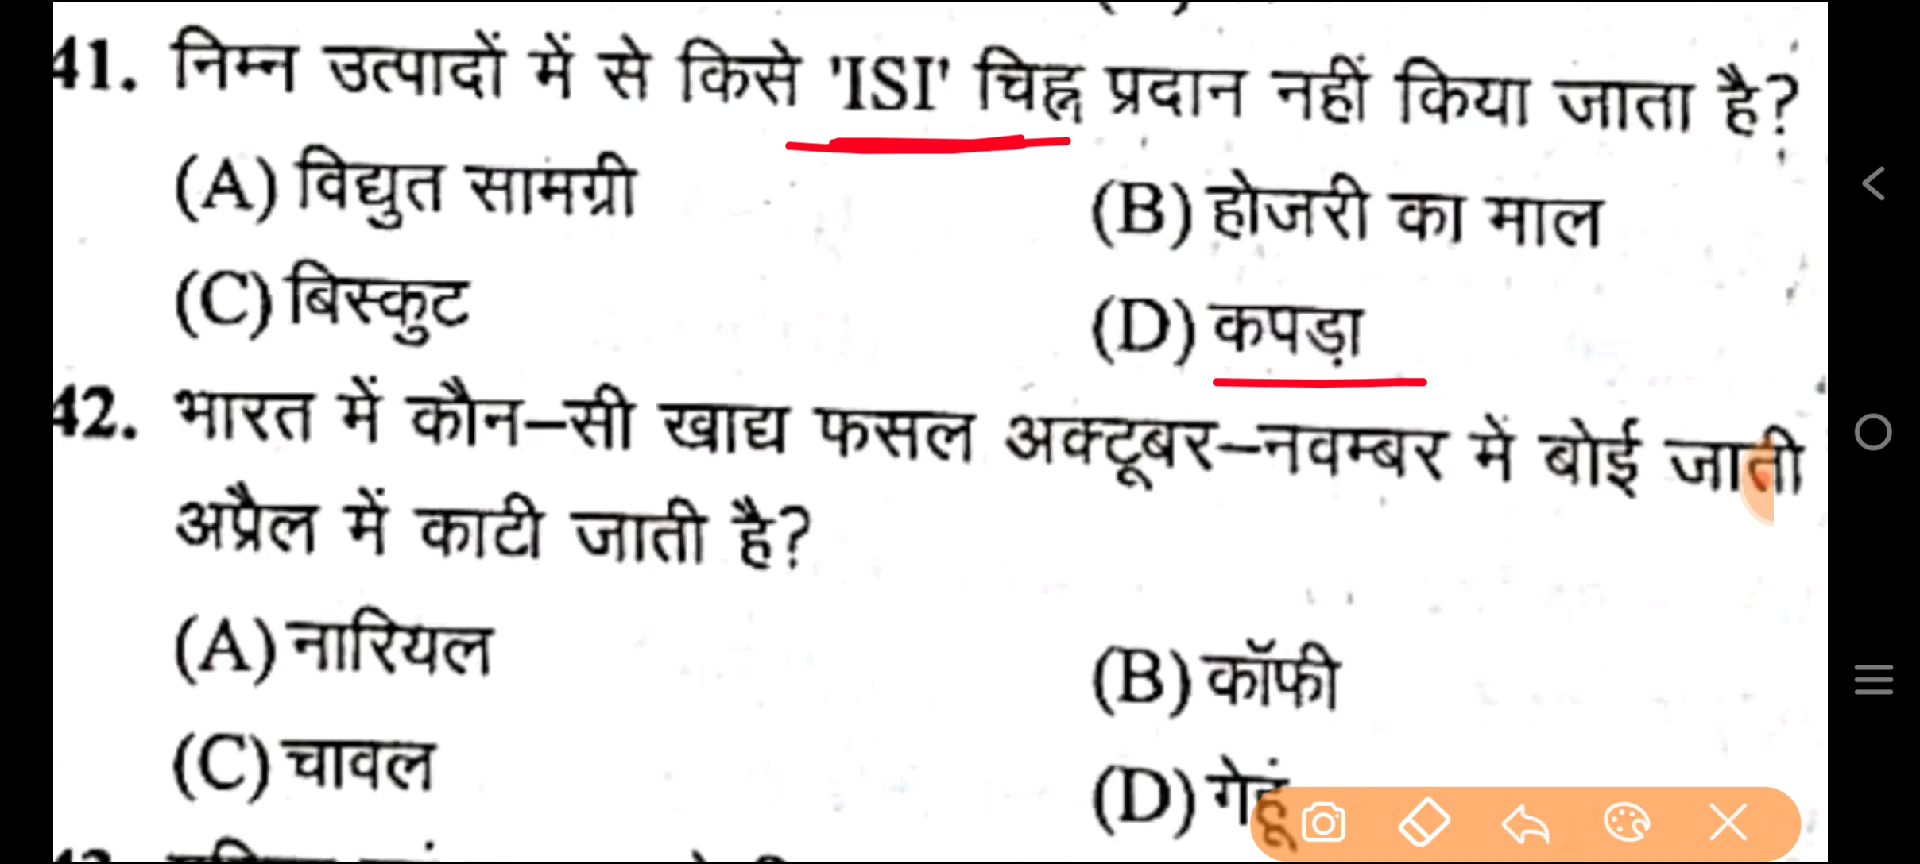 41. निम्न उत्पादों में से किसे 'ISI' चिह्न प्रदान नहीं किया जाता है?
(A) विद्युत सामग्री
(B) होजरी का माल
(C) बिस्कुट
(D) कपड़ा
42. भारत में कौन–सी खाद्य फसल अक्टूबर–नवम्बर में बोई जाती
अप्रैल में काटी जाती है?
(A) नारियल
(B) कॉफी
(C) चावल
(D) गेहूं